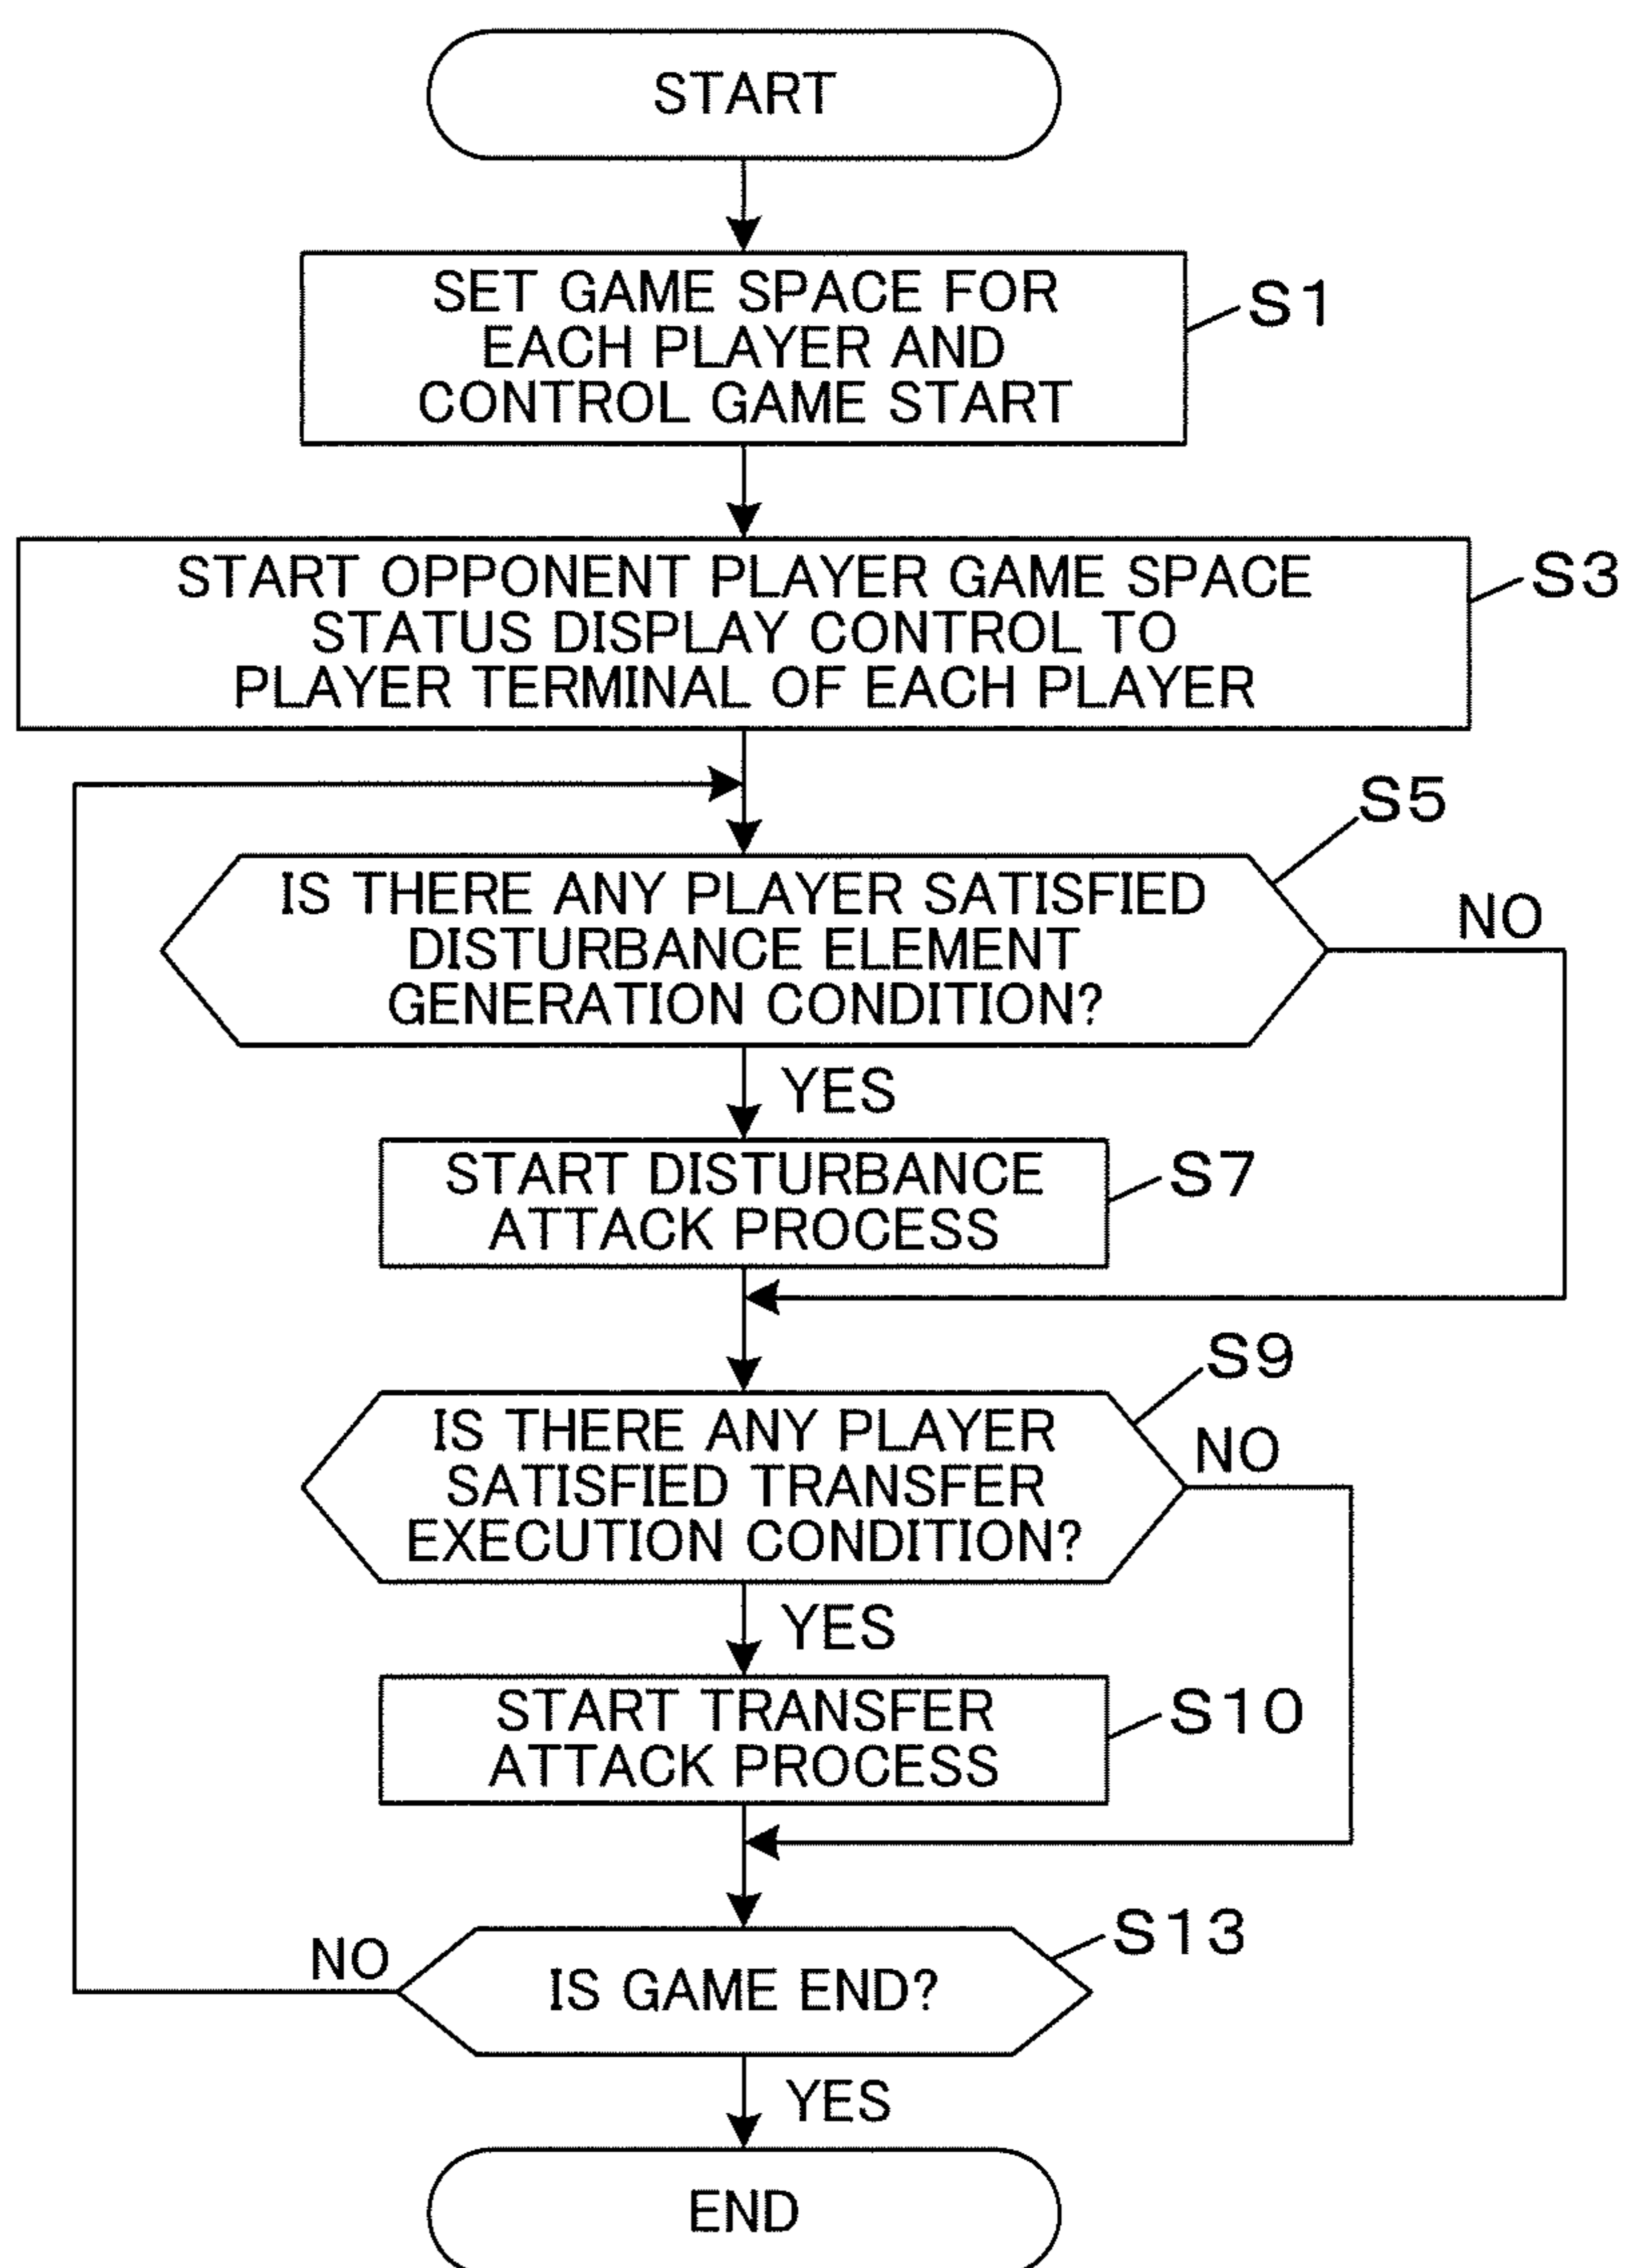 START
SET GAME SPACE FOR
EACH PLAYER AND
CONTROL GAME START
S1
START OPPONENT PLAYER GAME SPACE
STATUS DISPLAY CONTROL TO
PLAYER TERMINAL OF EACH PLAYER
S3
S5
IS THERE ANY PLAYER SATISFIED
DISTURBANCE ELEMENT
GENERATION CONDITION?
NO
YES
START DISTURBANCE
ATTACK PROCESS
S7
S9
IS THERE ANY PLAYER
SATISFIED TRANSFER
EXECUTION CONDITION?
NO
YES
START TRANSFER
ATTACK PROCESS
S10
S13
NO
IS GAME END?
YES
END